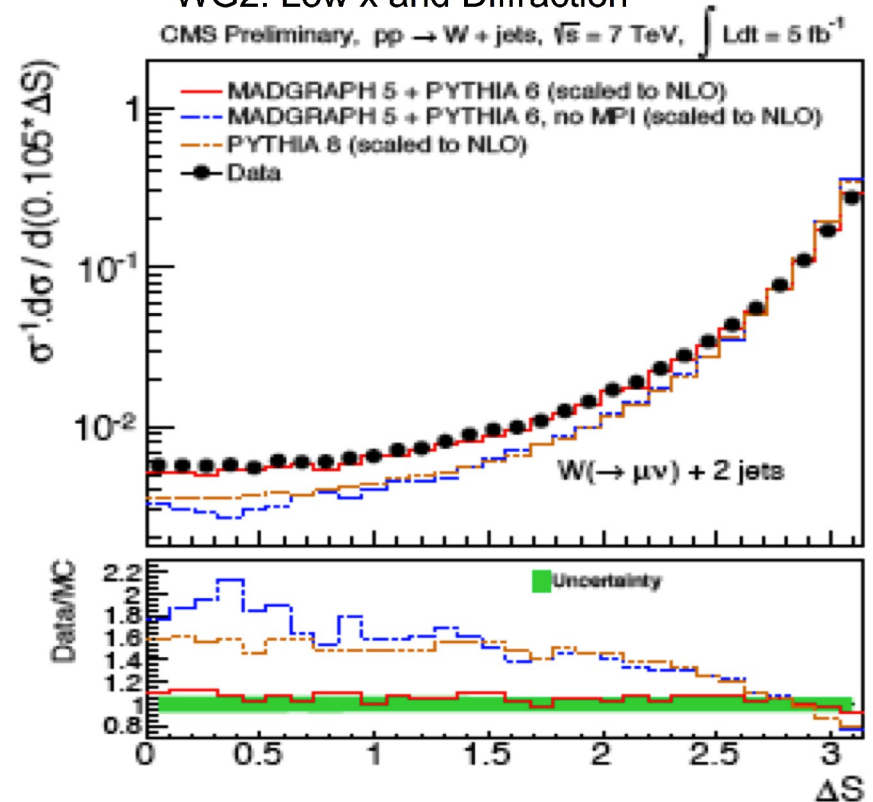 WG2: Low x and Diffraction
CMS Preliminary, pp → W + jets, √s = 7 TeV, ∫ Ldt = 5 fb⁻¹
MADGRAPH 5 + PYTHIA 6 (scaled to NLO)
MADGRAPH 5 + PYTHIA 6, no MPI (scaled to NLO)
PYTHIA 8 (scaled to NLO)
Data
σ⁻¹.dσ / d(0.105*ΔS)
1
10⁻¹
10⁻²
W(→ μν) + 2 jets
Data/MC
2.2
2
1.8
1.6
1.4
1.2
1
0.8
Uncertainty
0 0.5 1 1.5 2 2.5 3
ΔS